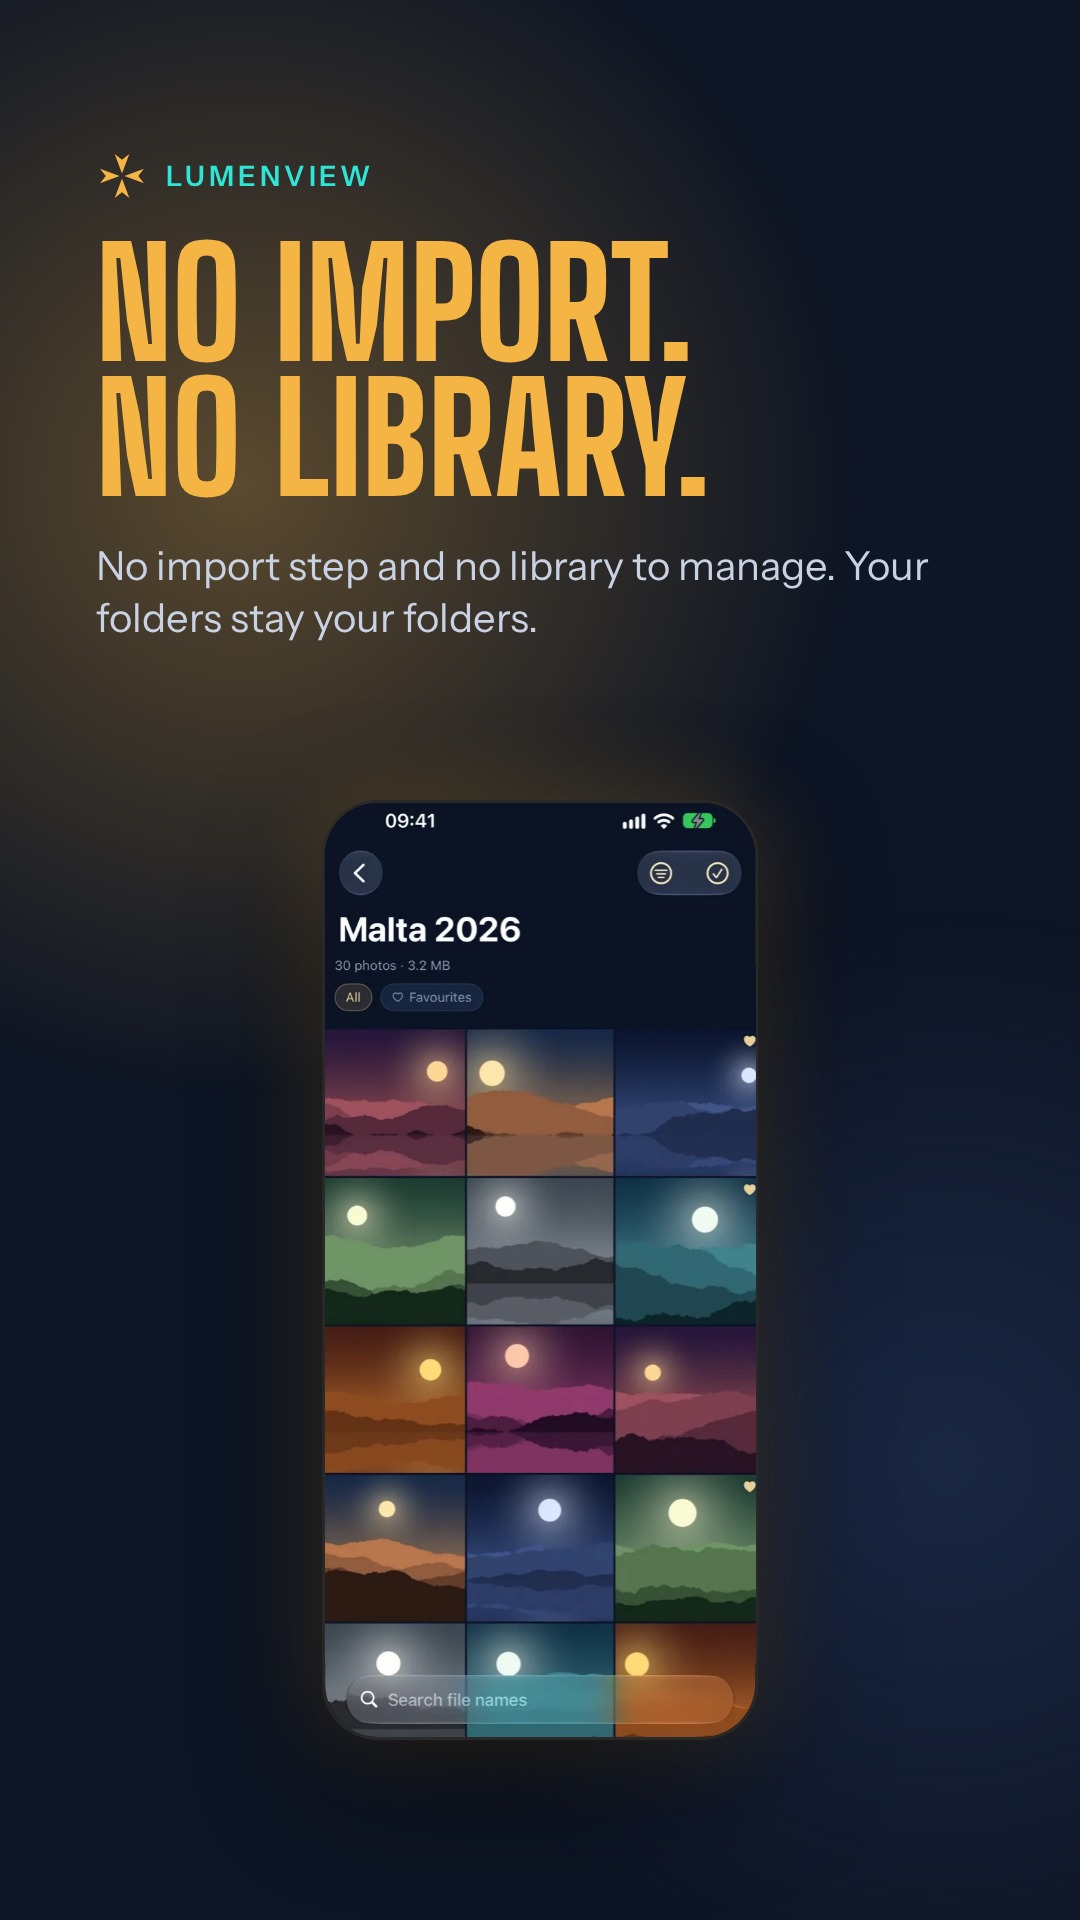 LUMENVIEW
NO IMPORT.
NO LIBRARY.
No import step and no library to manage. Your
folders stay your folders.
09:41
Malta 2026
30 photos · 3.2 MB
All
Favourites
Search file names